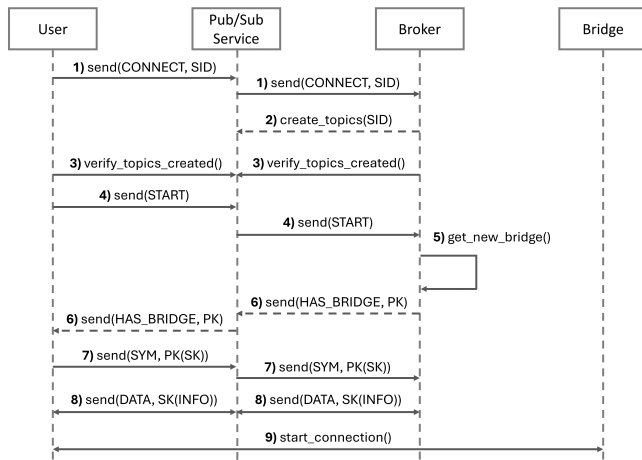 User
Pub/Sub
Service
Broker
Bridge
1) send(CONNECT, SID)
1) send(CONNECT, SID)
2) create_topics(SID)
3) verify_topics_created()
3) verify_topics_created()
4) send(START)
4) send(START)
5) get_new_bridge()
6) send(HAS_BRIDGE, PK)
6) send(HAS_BRIDGE, PK)
7) send(SYM, PK(SK))
7) send(SYM, PK(SK))
8) send(DATA, SK(INFO))
8) send(DATA, SK(INFO))
9) start_connection()